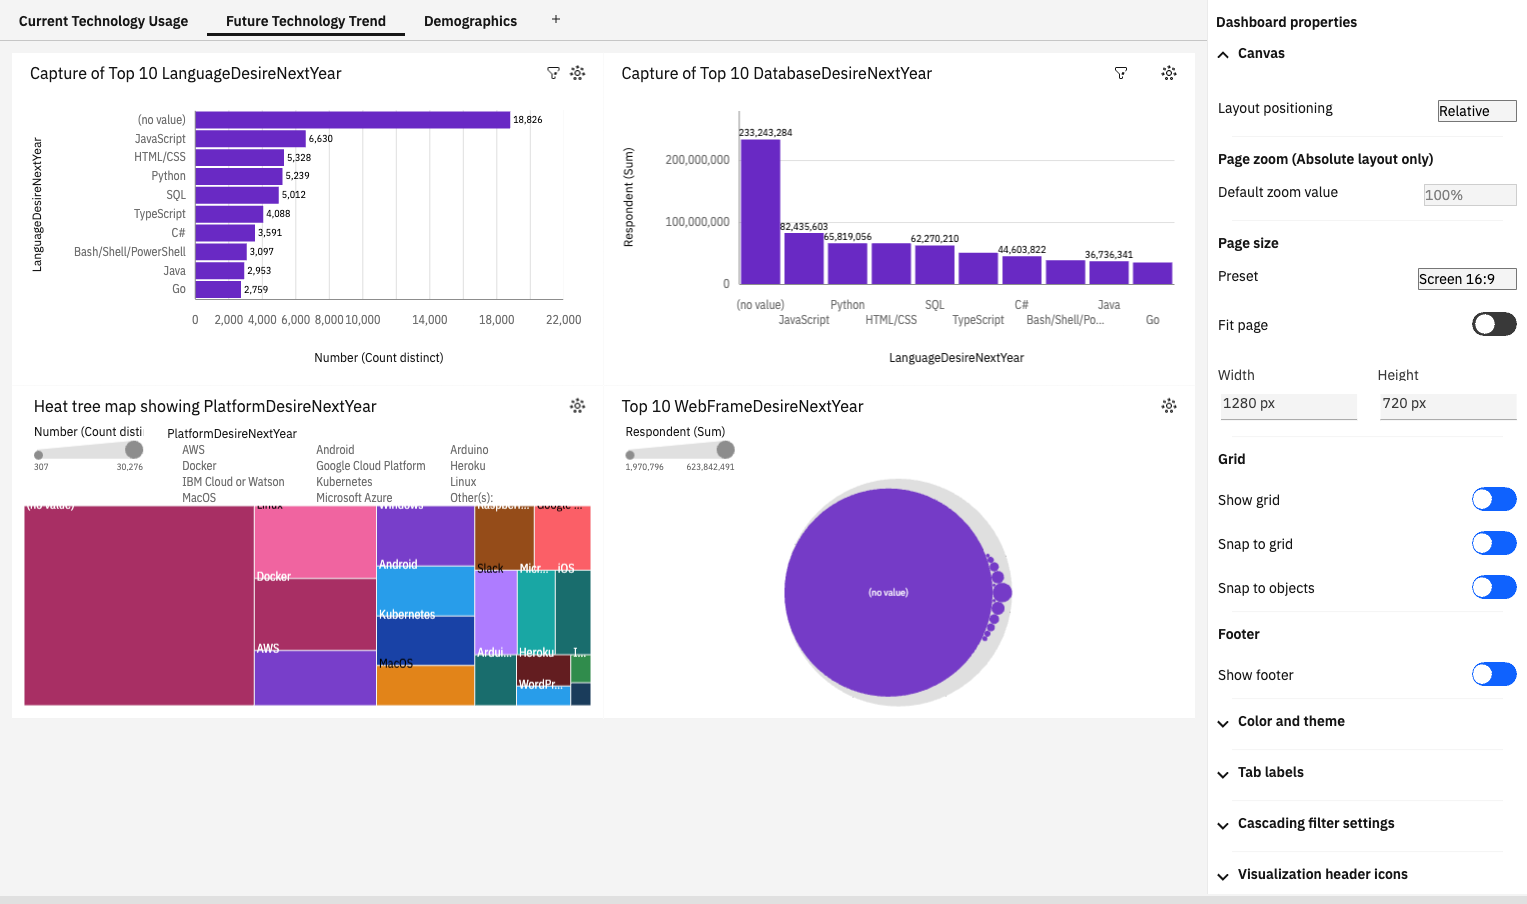 Current Technology Usage
Future Technology Trend
Demographics
+
Capture of Top 10 LanguageDesireNextYear
LanguageDesireNextYear
(no value)
18,826
JavaScript
6,630
HTML/CSS
5,328
Python
5,239
SQL
5,012
TypeScript
4,088
C#
3,591
Bash/Shell/PowerShell
3,097
Java
2,953
Go
2,759
0 2,000 4,000 6,000 8,000 10,000 14,000 18,000 22,000
Number (Count distinct)
Capture of Top 10 DatabaseDesireNextYear
Respondent (Sum)
200,000,000
100,000,000
0
233,243,284
82,435,603
65,819,056
62,270,210
44,603,822
36,736,341
(no value) Python SQL C# Java
JavaScript HTML/CSS TypeScript Bash/Shell/Po... Go
LanguageDesireNextYear
Heat tree map showing PlatformDesireNextYear
Number (Count disti
307 30,276
PlatformDesireNextYear
AWS Android Arduino
Docker Google Cloud Platform Heroku
IBM Cloud or Watson Kubernetes Linux
MacOS Microsoft Azure Other(s):
(no value)
Linux
Windows
Raspberr...
Google ...
Docker
Android
Slack
Micr...
iOS
Kubernetes
AWS
MacOS
Ardui...
Heroku
I...
WordPr...
Top 10 WebFrameDesireNextYear
Respondent (Sum)
1,970,796 623,842,491
(no value)
Dashboard properties
Canvas
Layout positioning
Relative
Page zoom (Absolute layout only)
Default zoom value
100%
Page size
Preset
Screen 16:9
Fit page
Width Height
1280 px 720 px
Grid
Show grid
Snap to grid
Snap to objects
Footer
Show footer
Color and theme
Tab labels
Cascading filter settings
Visualization header icons